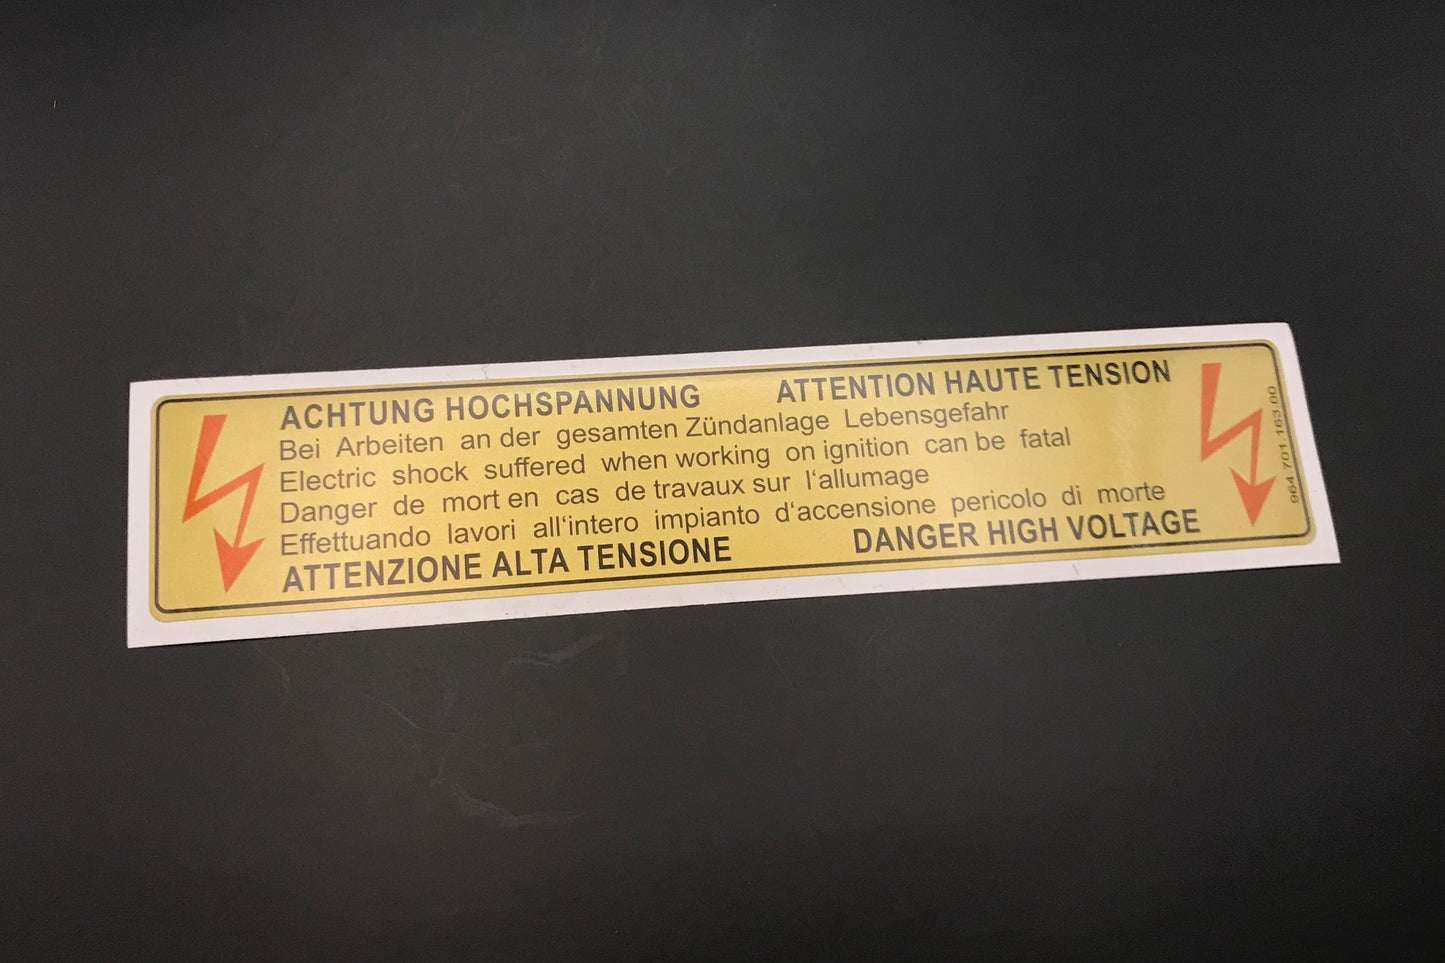 ACHTUNG HOCHSPANNUNG ATTENTION HAUTE TENSION
Bei Arbeiten an der gesamten Zündanlage Lebensgefahr
Electric shock suffered when working on ignition can be fatal
Danger de mort en cas de travaux sur l‘allumage
Effettuando lavori all‘intero impianto d‘accensione pericolo di morte
ATTENZIONE ALTA TENSIONE DANGER HIGH VOLTAGE
964.701.163.00